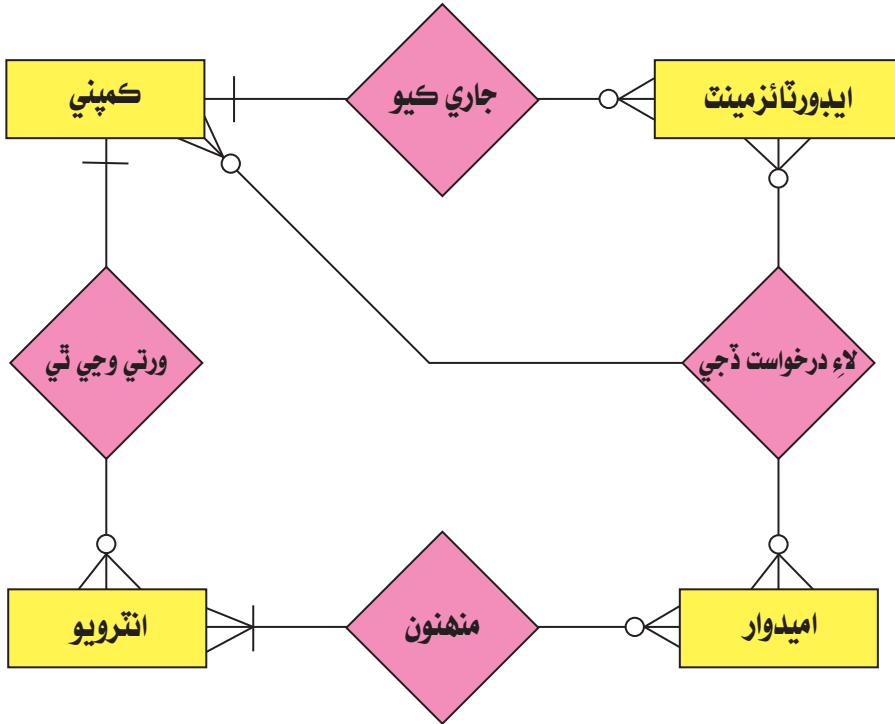 ڪمپني
جاري ڪيو
ايڊورٽائزمينٽ
ورتي وڃي ٿي
لاءِ درخواست ڏجي
انٽرويو
منهنون
اميدوار